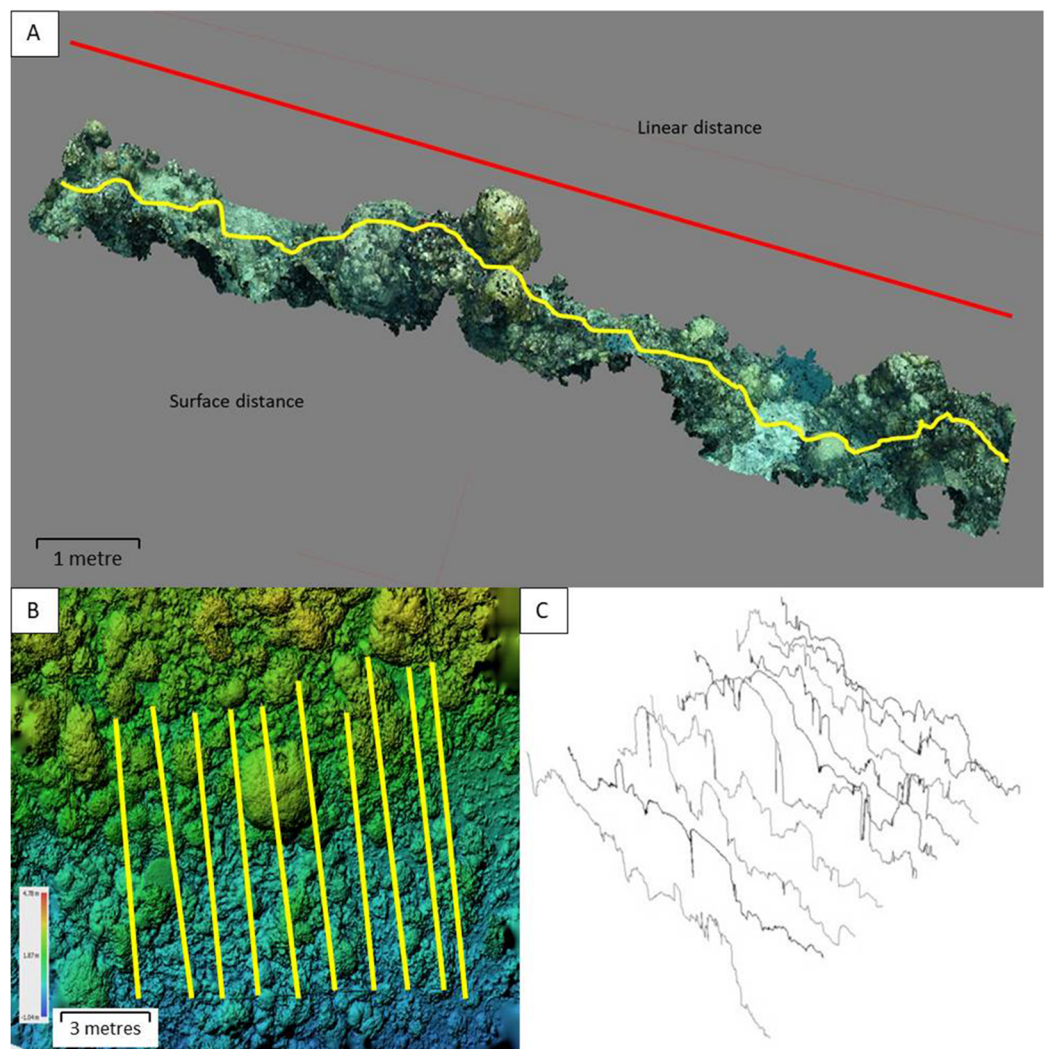 A
Linear distance
Surface distance
1 metre
B
4.78 m
1.87 m
-1.04 m
3 metres
C